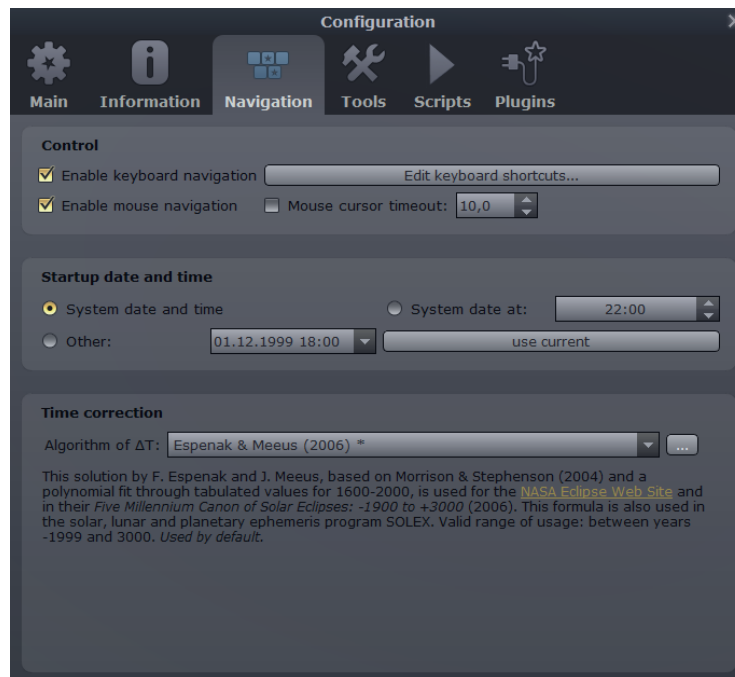 Configuration
Main Information Navigation Tools Scripts Plugins
Control
Enable keyboard navigation Edit keyboard shortcuts...
Enable mouse navigation Mouse cursor timeout: 10,0
Startup date and time
System date and time System date at: 22:00
Other: 01.12.1999 18:00 use current
Time correction
Algorithm of ΔT: Espenak & Meeus (2006) * ...
This solution by F. Espenak and J. Meeus, based on Morrison & Stephenson (2004) and a
polynomial fit through tabulated values for 1600-2000, is used for the NASA Eclipse Web Site and
in their Five Millennium Canon of Solar Eclipses: -1900 to +3000 (2006). This formula is also used in
the solar, lunar and planetary ephemeris program SOLEX. Valid range of usage: between years
-1999 and 3000. Used by default.